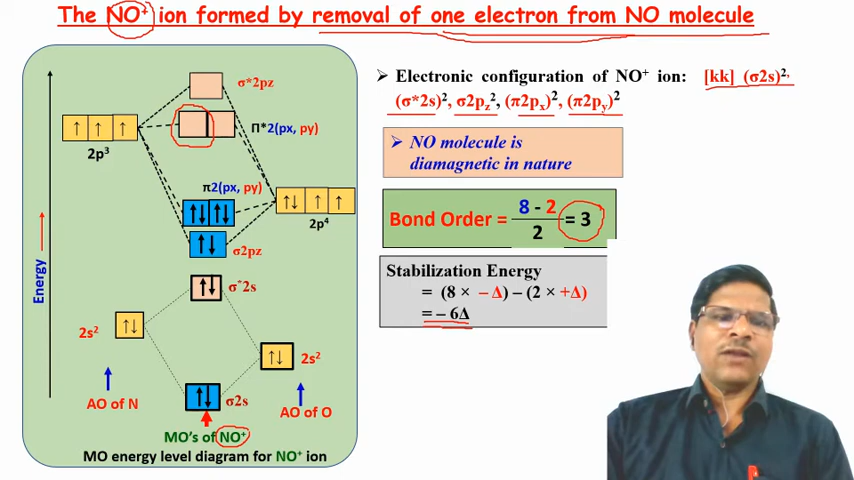 The NO⁺ ion formed by removal of one electron from NO molecule
σ*2pz
2p³
Π*2(px, py)
π2(px, py)
2p⁴
σ2pz
σ*2s
2s²
2s²
σ2s
Energy
AO of N
AO of O
MO's of NO⁺
MO energy level diagram for NO⁺ ion
➢ Electronic configuration of NO⁺ ion: [kk] (σ2s)²,
(σ*2s)², σ2pz², (π2px)², (π2py)²
➢ NO molecule is
diamagnetic in nature
Bond Order = 8 - 2 / 2 = 3
Stabilization Energy
= (8 × – Δ) – (2 × +Δ)
= – 6Δ